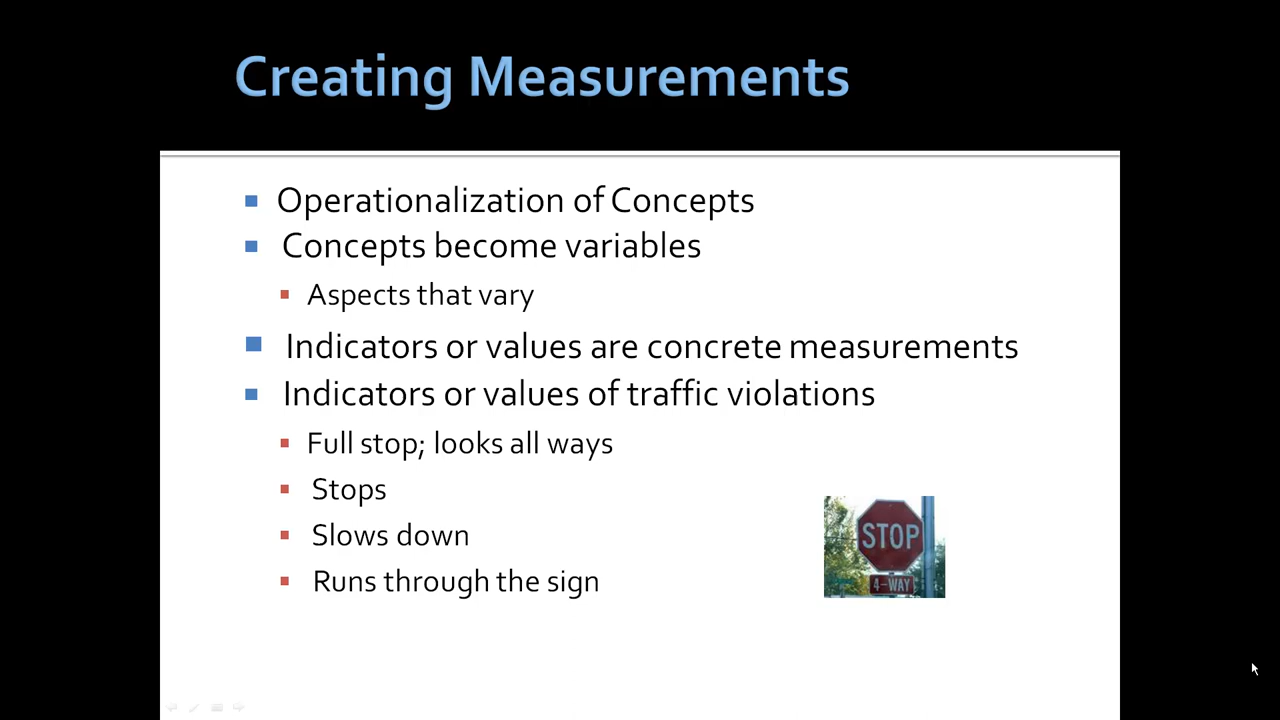 Creating Measurements
Operationalization of Concepts
Concepts become variables
Aspects that vary
Indicators or values are concrete measurements
Indicators or values of traffic violations
Full stop; looks all ways
Stops
Slows down
Runs through the sign
STOP
4-WAY